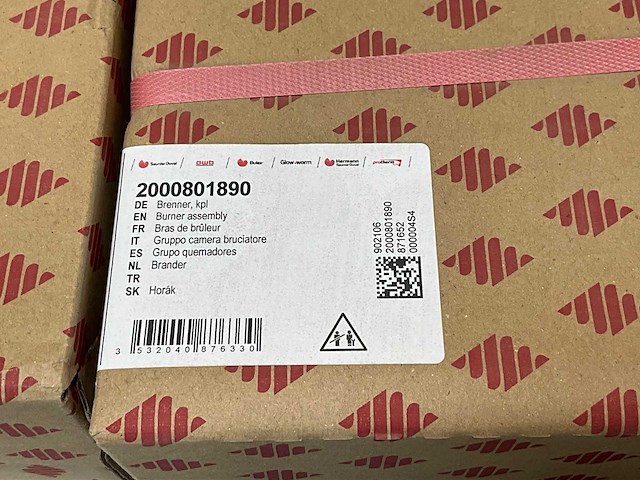 Saunier Duval awb Bulex Glow-worm Hermann Saunier Duval protherm
2000801890
DE Brenner, kpl
EN Burner assembly
FR Bras de brûleur
IT Gruppo camera bruciatore
ES Grupo quemadores
NL Brander
TR
SK Horák
3 532040 876330
902106
2000801890
871652
000004S4